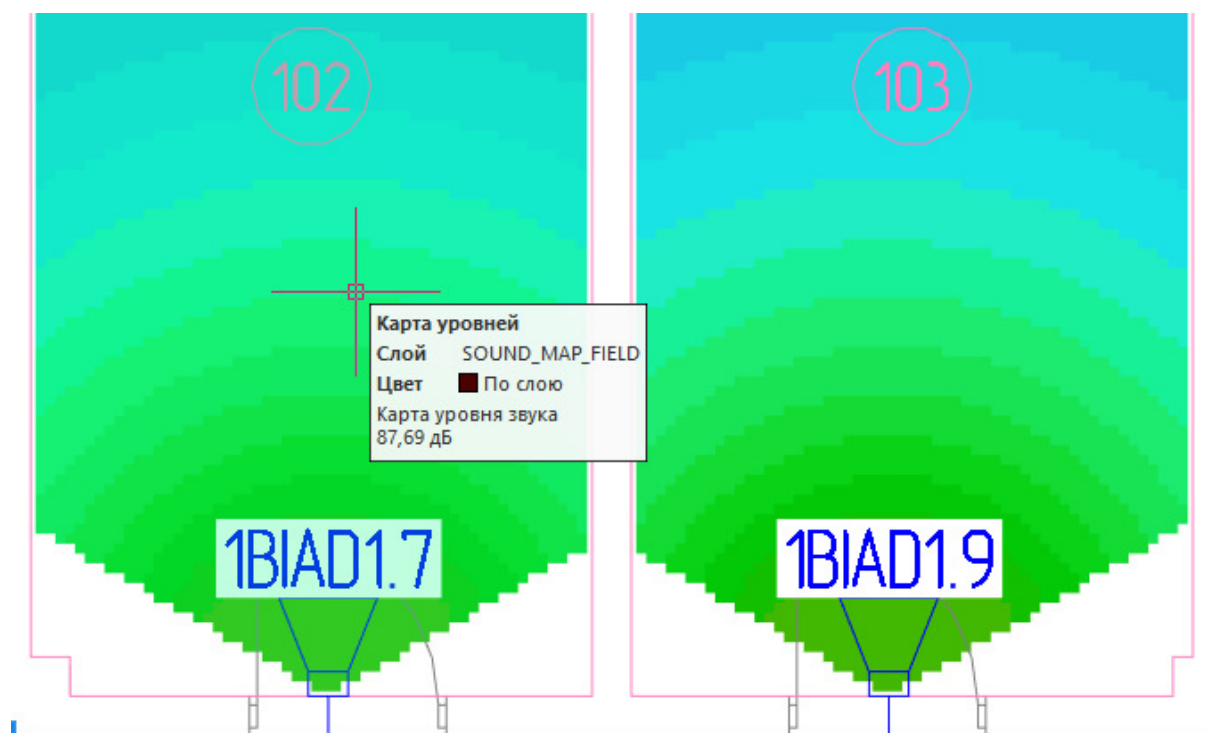 102
103
Карта уровней
Слой SOUND_MAP_FIELD
Цвет По слою
Карта уровня звука
87,69 дБ
1BIAD1.7
1BIAD1.9